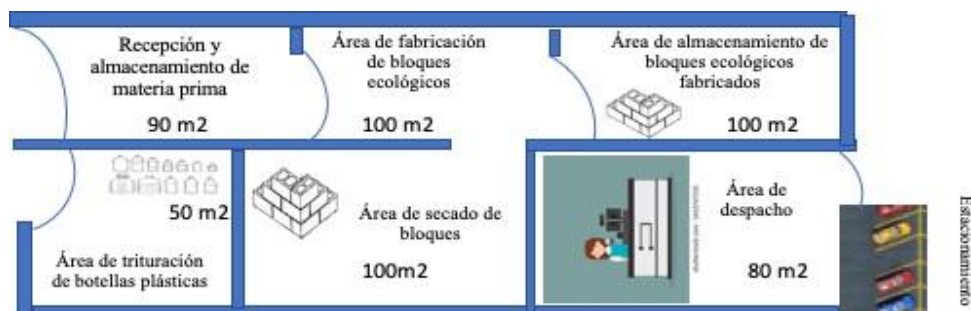 Recepción y
almacenamiento de
materia prima
90 m2
Área de fabricación
de bloques
ecológicos
100 m2
Área de almacenamiento de
bloques ecológicos
fabricados
100 m2
50 m2
Área de trituración
de botellas plásticas
Área de secado de
bloques
100m2
Área de
despacho
80 m2
Estacionamiento